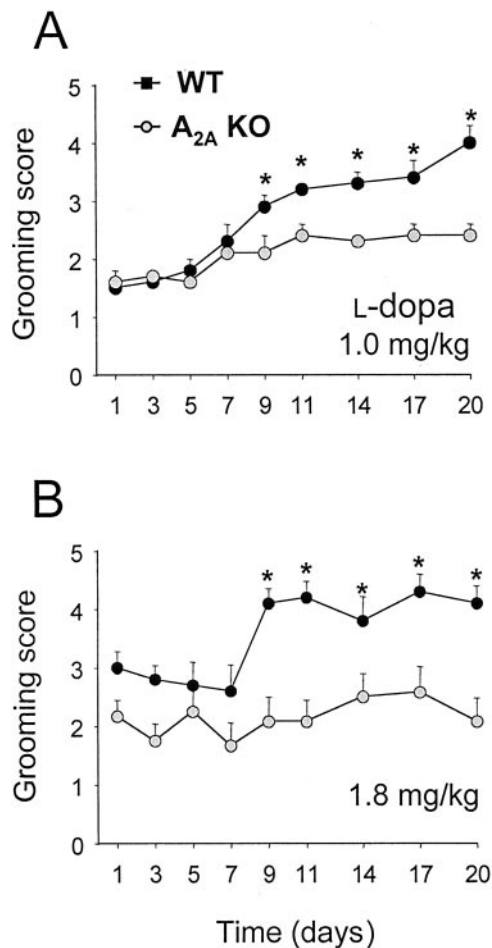 A
WT
A2A KO
5
4
3
2
1
0
Grooming score
* * * * *
L-dopa
1.0 mg/kg
1 3 5 7 9 11 14 17 20
B
5
4
3
2
1
0
Grooming score
* * * * *
1.8 mg/kg
1 3 5 7 9 11 14 17 20
Time (days)